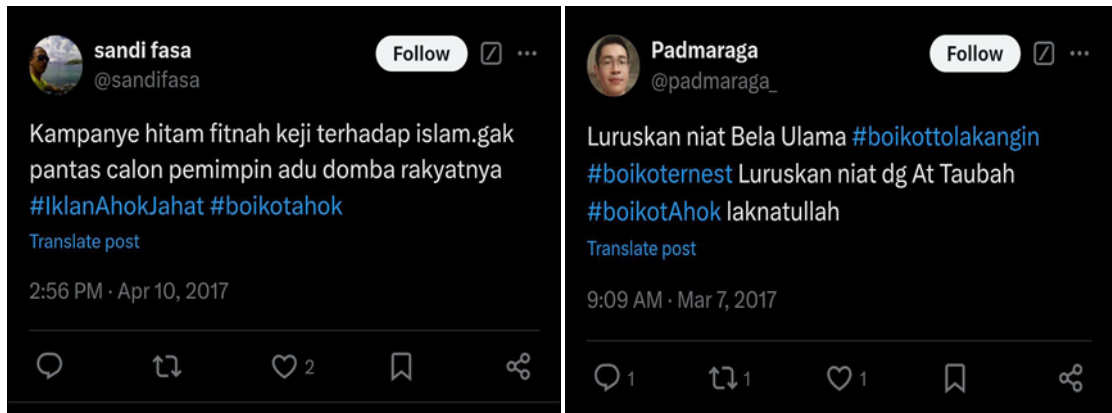 sandi fasa
Follow
@sandifasa
Kampanye hitam fitnah keji terhadap islam.gak
pantas calon pemimpin adu domba rakyatnya
#IklanAhokJahat #boikotahok
Translate post
2:56 PM · Apr 10, 2017
2
Padmaraga
Follow
@padmaraga_
Luruskan niat Bela Ulama #boikottolakangin
#boikoternest Luruskan niat dg At Taubah
#boikotAhok laknatullah
Translate post
9:09 AM · Mar 7, 2017
1 1 1